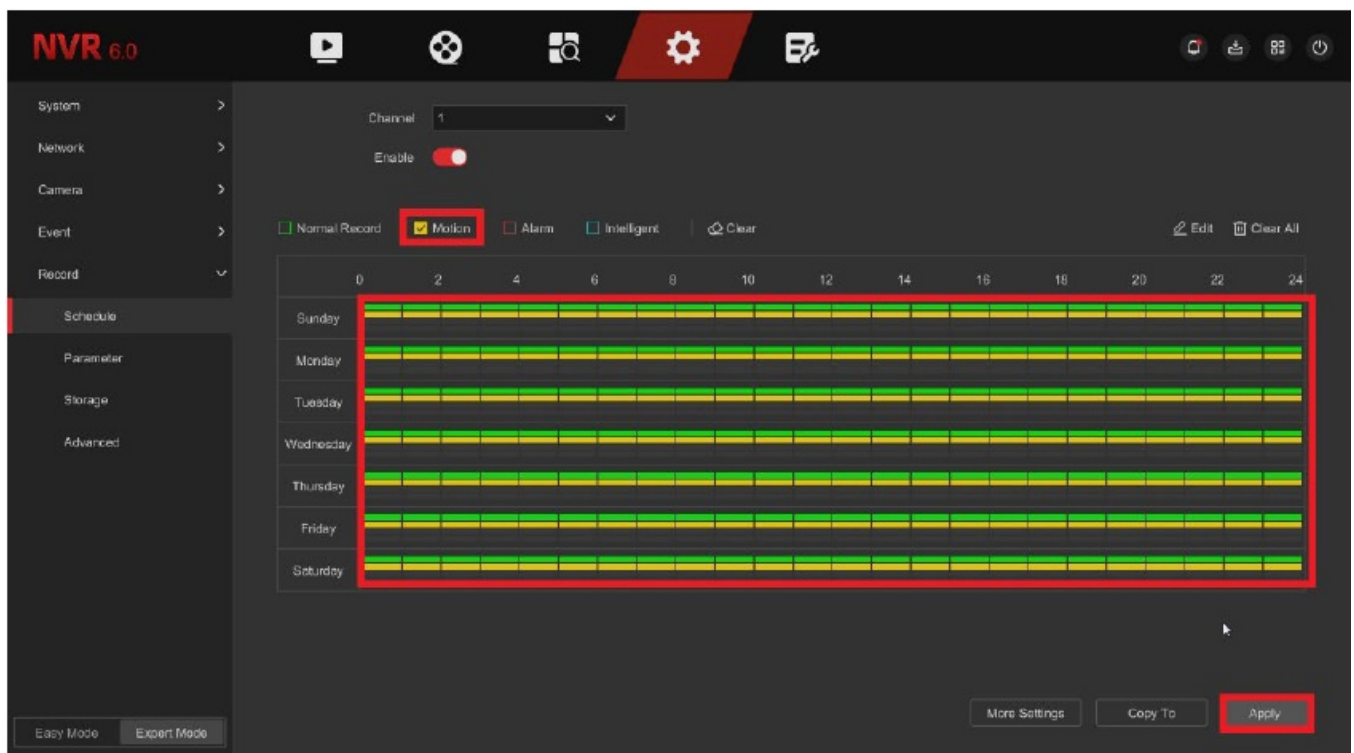 NVR 6.0
System
Network
Camera
Event
Record
Schedule
Parameter
Storage
Advanced
Easy Mode Expert Mode
Channel 1
Enable
Normal Record Motion Alarm Intelligent Clear Edit Clear All
0 2 4 6 8 10 12 14 16 18 20 22 24
Sunday
Monday
Tuesday
Wednesday
Thursday
Friday
Saturday
More Settings Copy To Apply